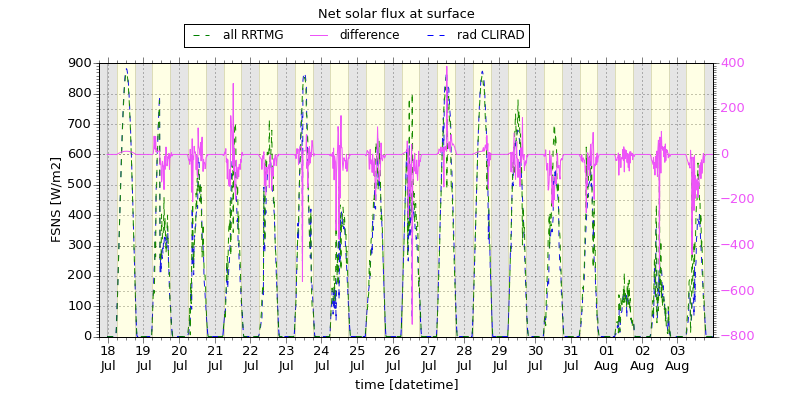 Net solar flux at surface
all RRTMG difference rad CLIRAD
900 400
800 200
700
600 0
500 −200
400
300 −400
200 −600
100
0 −800
FSNS [W/m2]
18 19 20 21 22 23 24 25 26 27 28 29 30 31 01 02 03
Jul Jul Jul Jul Jul Jul Jul Jul Jul Jul Jul Jul Jul Jul Aug Aug Aug
time [datetime]